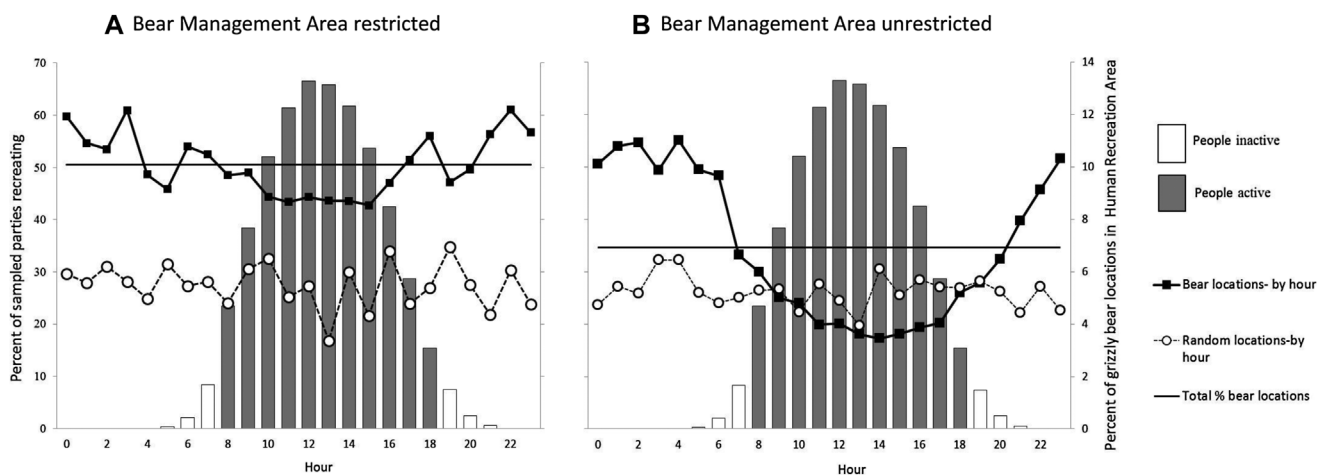 A Bear Management Area restricted
B Bear Management Area unrestricted
Percent of sampled parties recreating
70
60
50
40
30
20
10
0
0 2 4 6 8 10 12 14 16 18 20 22
Hour
0 2 4 6 8 10 12 14 16 18 20 22
Hour
14
12
10
8
6
4
2
0
Percent of grizzly bear locations in Human Recreation Area
People inactive
People active
Bear locations- by hour
Random locations-by
hour
Total % bear locations